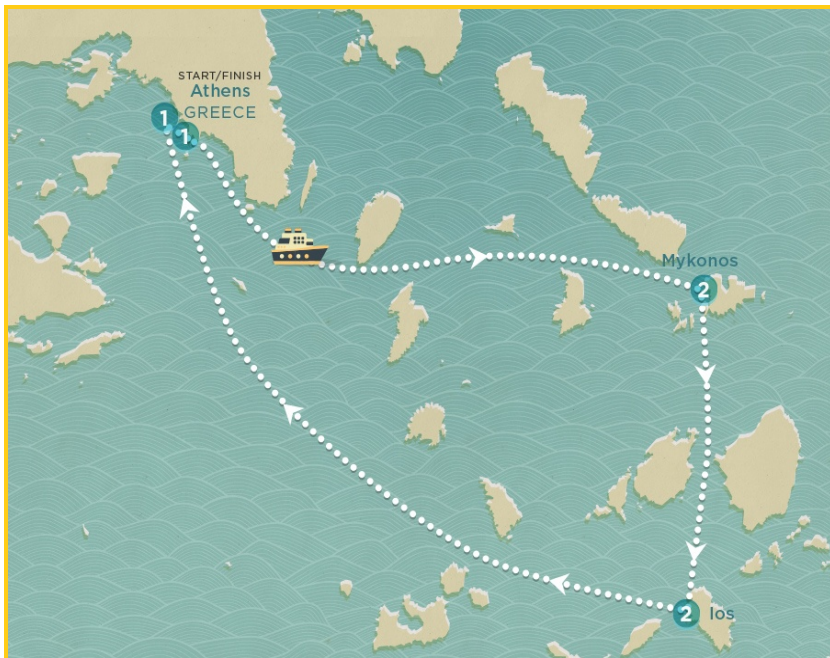 START/FINISH
Athens
GREECE
1
1
Mykonos
2
2
Ios